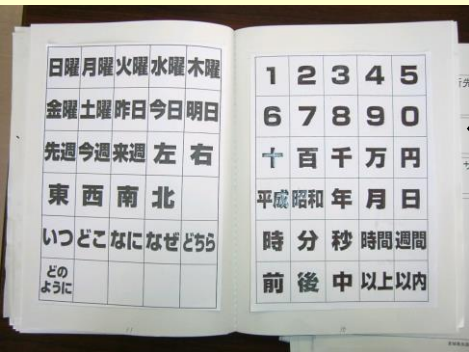 日曜 月曜 火曜 水曜 木曜
金曜 土曜 昨日 今日 明日
先週 今週 来週 左 右
東 西 南 北
いつ どこ なに なぜ どちら
どの
ように
1 2 3 4 5
6 7 8 9 0
十 百 千 万 円
平成 昭和 年 月 日
時 分 秒 時間 週間
前 後 中 以上 以内